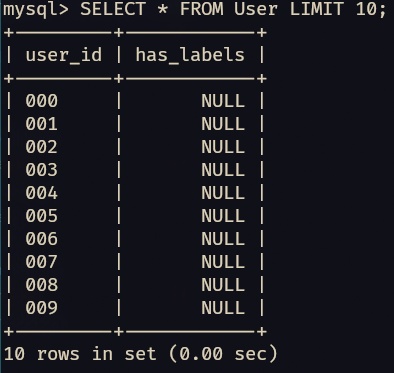 mysql> SELECT * FROM User LIMIT 10;
+---------+------------+
| user_id | has_labels |
+---------+------------+
| 000     |       NULL |
| 001     |       NULL |
| 002     |       NULL |
| 003     |       NULL |
| 004     |       NULL |
| 005     |       NULL |
| 006     |       NULL |
| 007     |       NULL |
| 008     |       NULL |
| 009     |       NULL |
+---------+------------+
10 rows in set (0.00 sec)